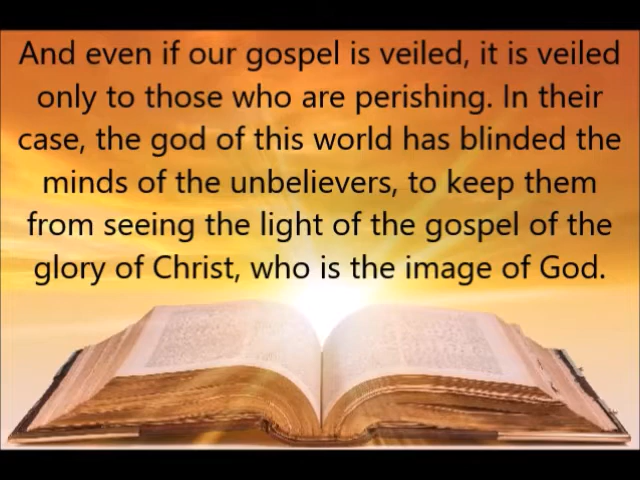 And even if our gospel is veiled, it is veiled
only to those who are perishing. In their
case, the god of this world has blinded the
minds of the unbelievers, to keep them
from seeing the light of the gospel of the
glory of Christ, who is the image of God.